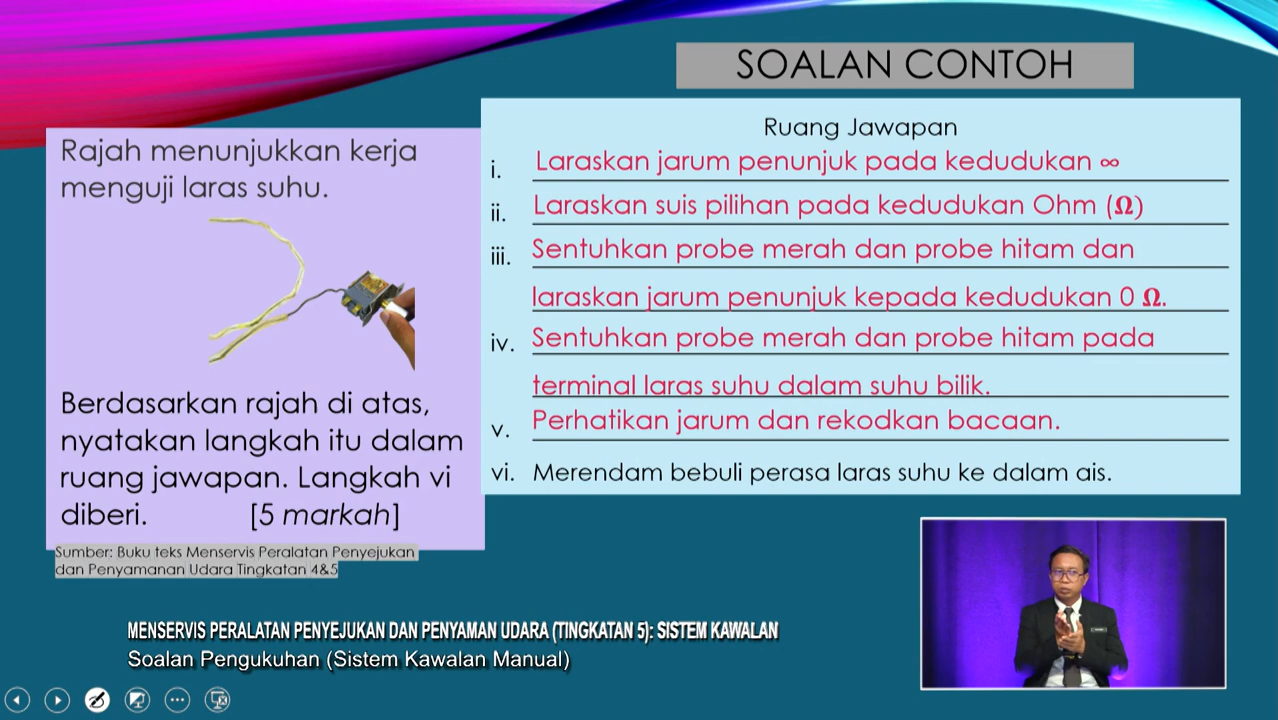 SOALAN CONTOH
Rajah menunjukkan kerja
menguji laras suhu.
Berdasarkan rajah di atas,
nyatakan langkah itu dalam
ruang jawapan. Langkah vi
diberi. [5 markah]
Sumber: Buku teks Menservis Peralatan Penyejukan
dan Penyamanan Udara Tingkatan 4&5
Ruang Jawapan
i. Laraskan jarum penunjuk pada kedudukan ∞
ii. Laraskan suis pilihan pada kedudukan Ohm (Ω)
iii. Sentuhkan probe merah dan probe hitam dan
laraskan jarum penunjuk kepada kedudukan 0 Ω.
iv. Sentuhkan probe merah dan probe hitam pada
terminal laras suhu dalam suhu bilik.
v. Perhatikan jarum dan rekodkan bacaan.
vi. Merendam bebuli perasa laras suhu ke dalam ais.
MENSERVIS PERALATAN PENYEJUKAN DAN PENYAMAN UDARA (TINGKATAN 5): SISTEM KAWALAN
Soalan Pengukuhan (Sistem Kawalan Manual)